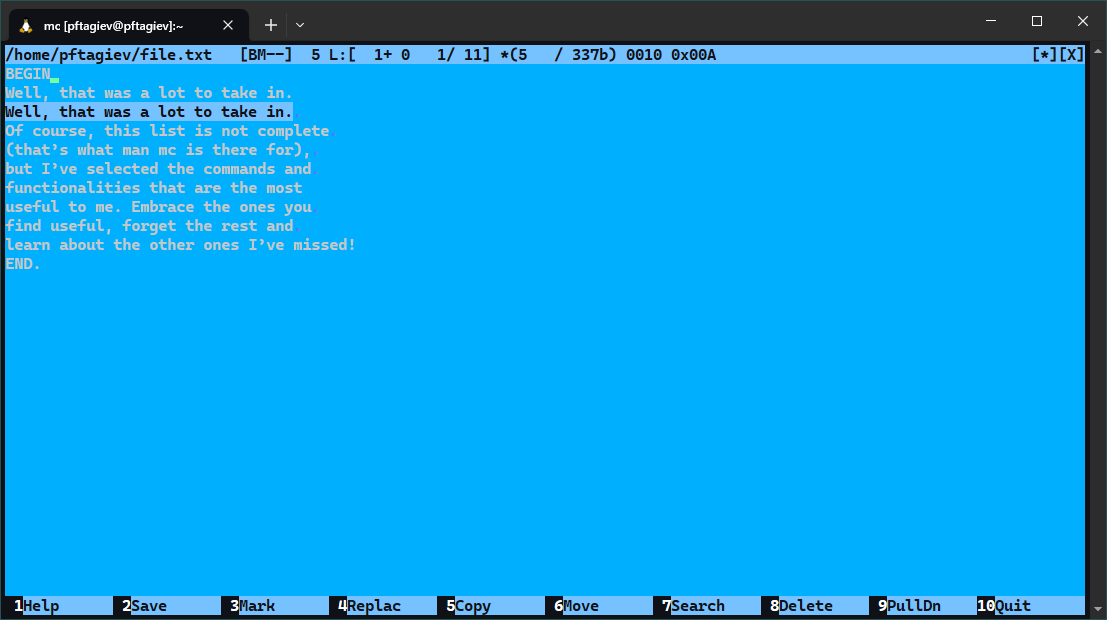 mc [pftagiev@pftagiev]:~
/home/pftagiev/file.txt [BM--] 5 L:[ 1+ 0 1/ 11] *(5 / 337b) 0010 0x00A [*][X]
BEGIN
Well, that was a lot to take in.
Well, that was a lot to take in.
Of course, this list is not complete
(that’s what man mc is there for),
but I’ve selected the commands and
functionalities that are the most
useful to me. Embrace the ones you
find useful, forget the rest and
learn about the other ones I’ve missed!
END.
1Help 2Save 3Mark 4Replac 5Copy 6Move 7Search 8Delete 9PullDn 10Quit